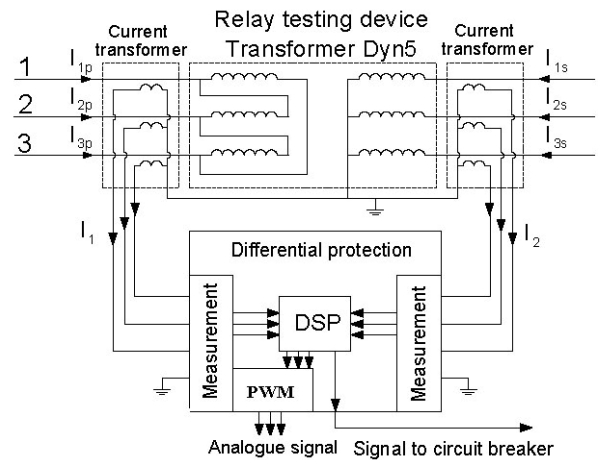 Relay testing device
Current transformer
Transformer Dyn5
Current transformer
1
I1p
I1s
2
I2p
I2s
3
I3p
I3s
I1
I2
Differential protection
Measurement
DSP
Measurement
PWM
Analogue signal
Signal to circuit breaker